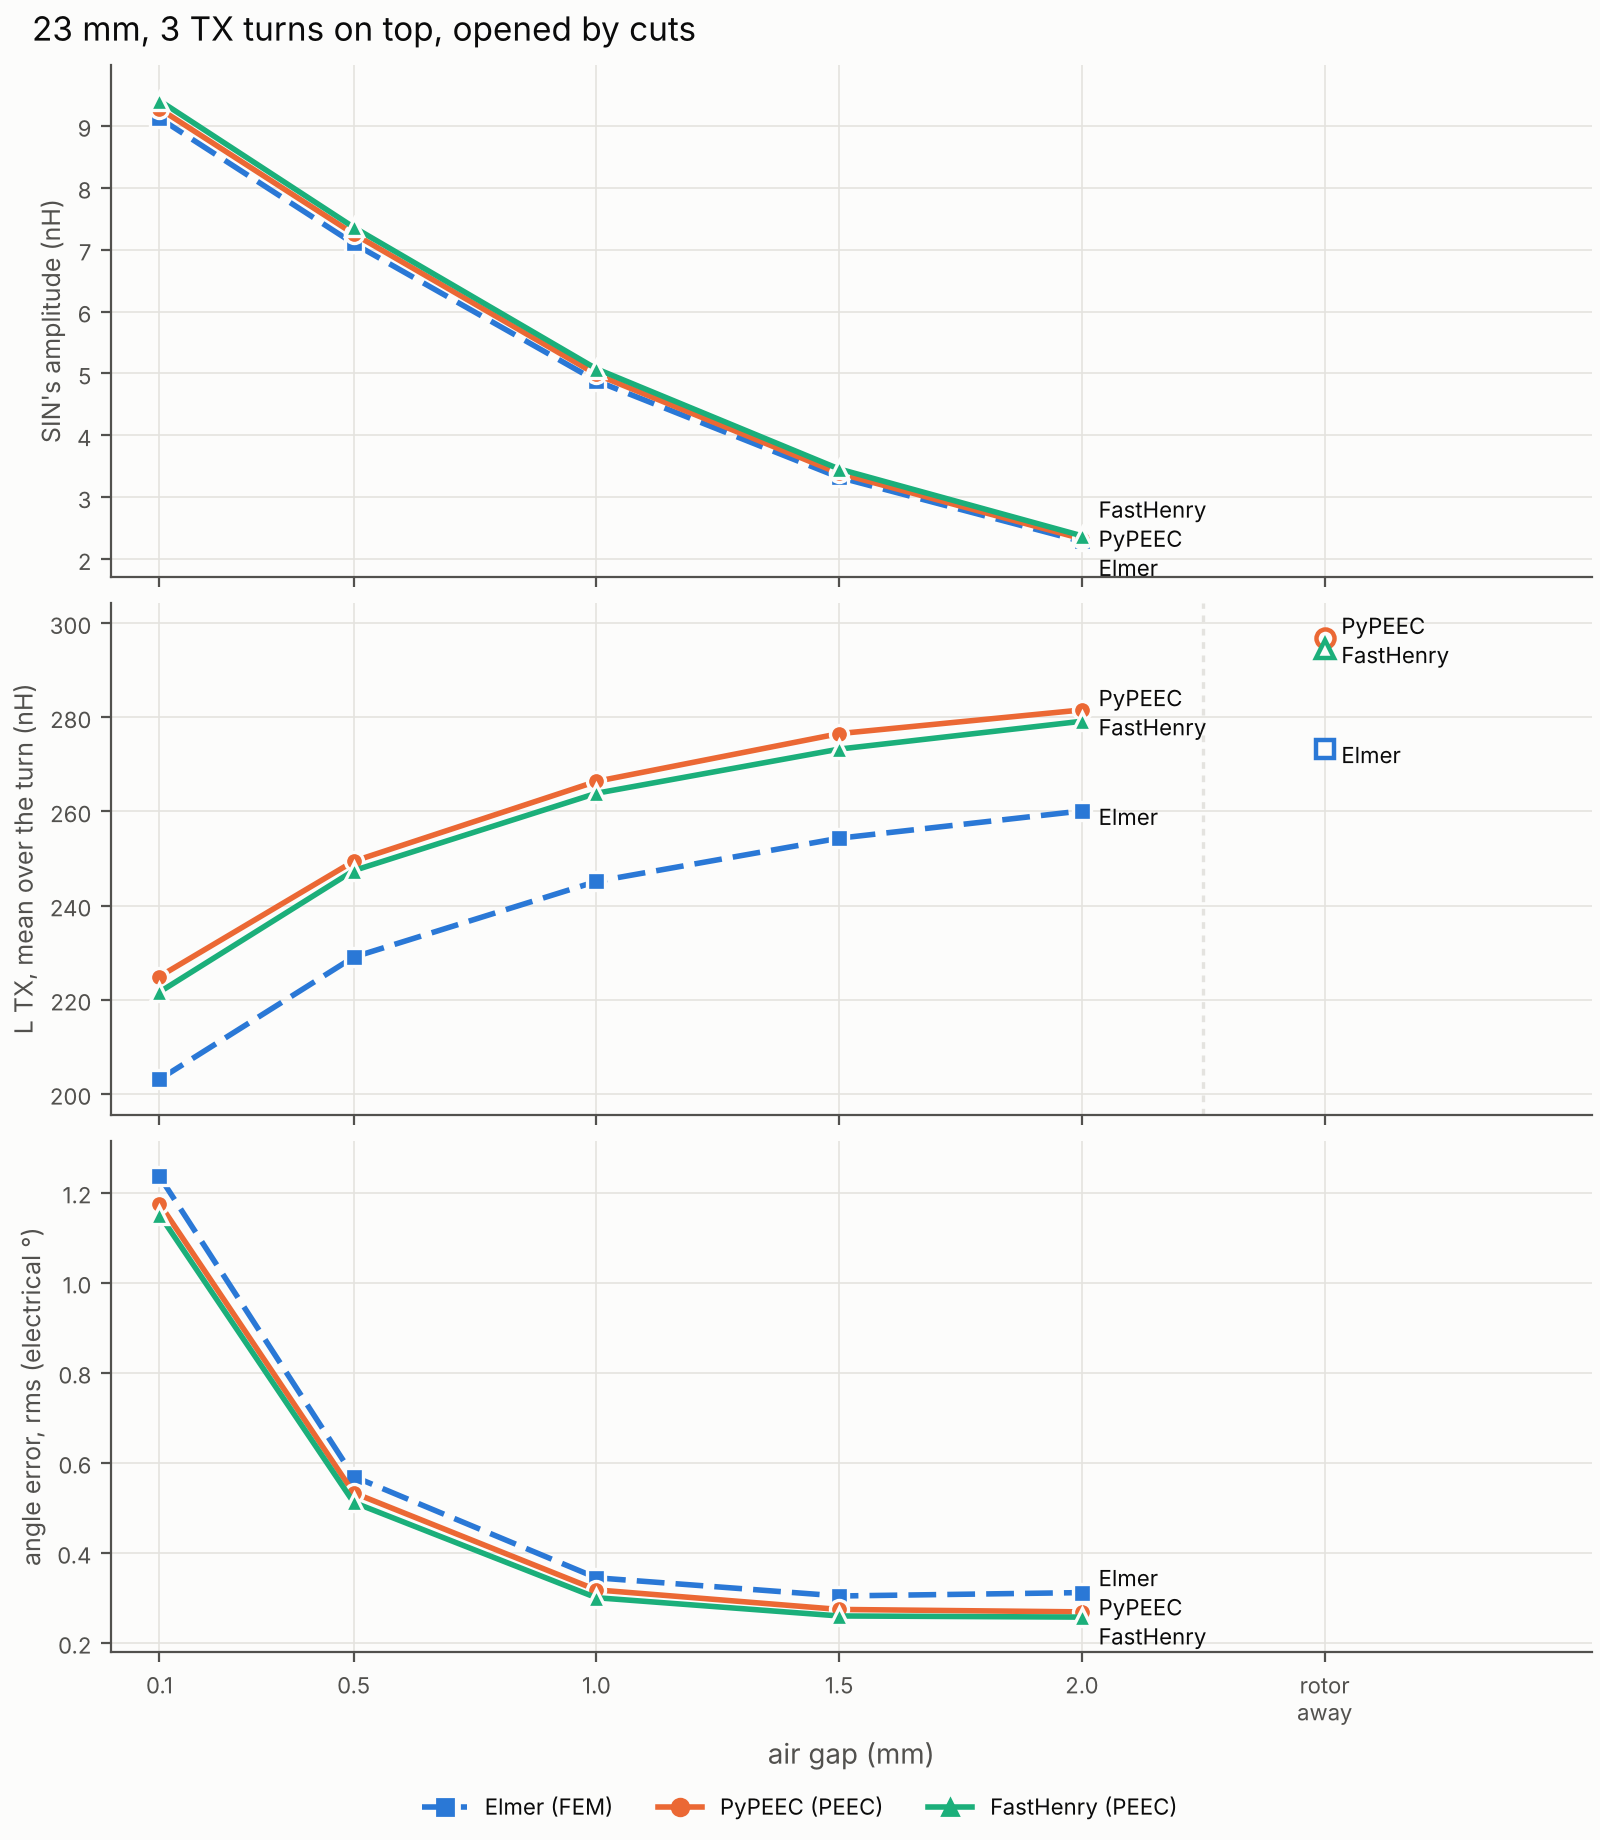 23 mm, 3 TX turns on top, opened by cuts
SIN's amplitude (nH)
9
8
7
6
5
4
3
2
FastHenry
PyPEEC
Elmer
L TX, mean over the turn (nH)
300
280
260
240
220
200
PyPEEC
FastHenry
PyPEEC
FastHenry
Elmer
Elmer
angle error, rms (electrical °)
1.2
1.0
0.8
0.6
0.4
0.2
Elmer
PyPEEC
FastHenry
0.1 0.5 1.0 1.5 2.0 rotor
away
air gap (mm)
Elmer (FEM) PyPEEC (PEEC) FastHenry (PEEC)